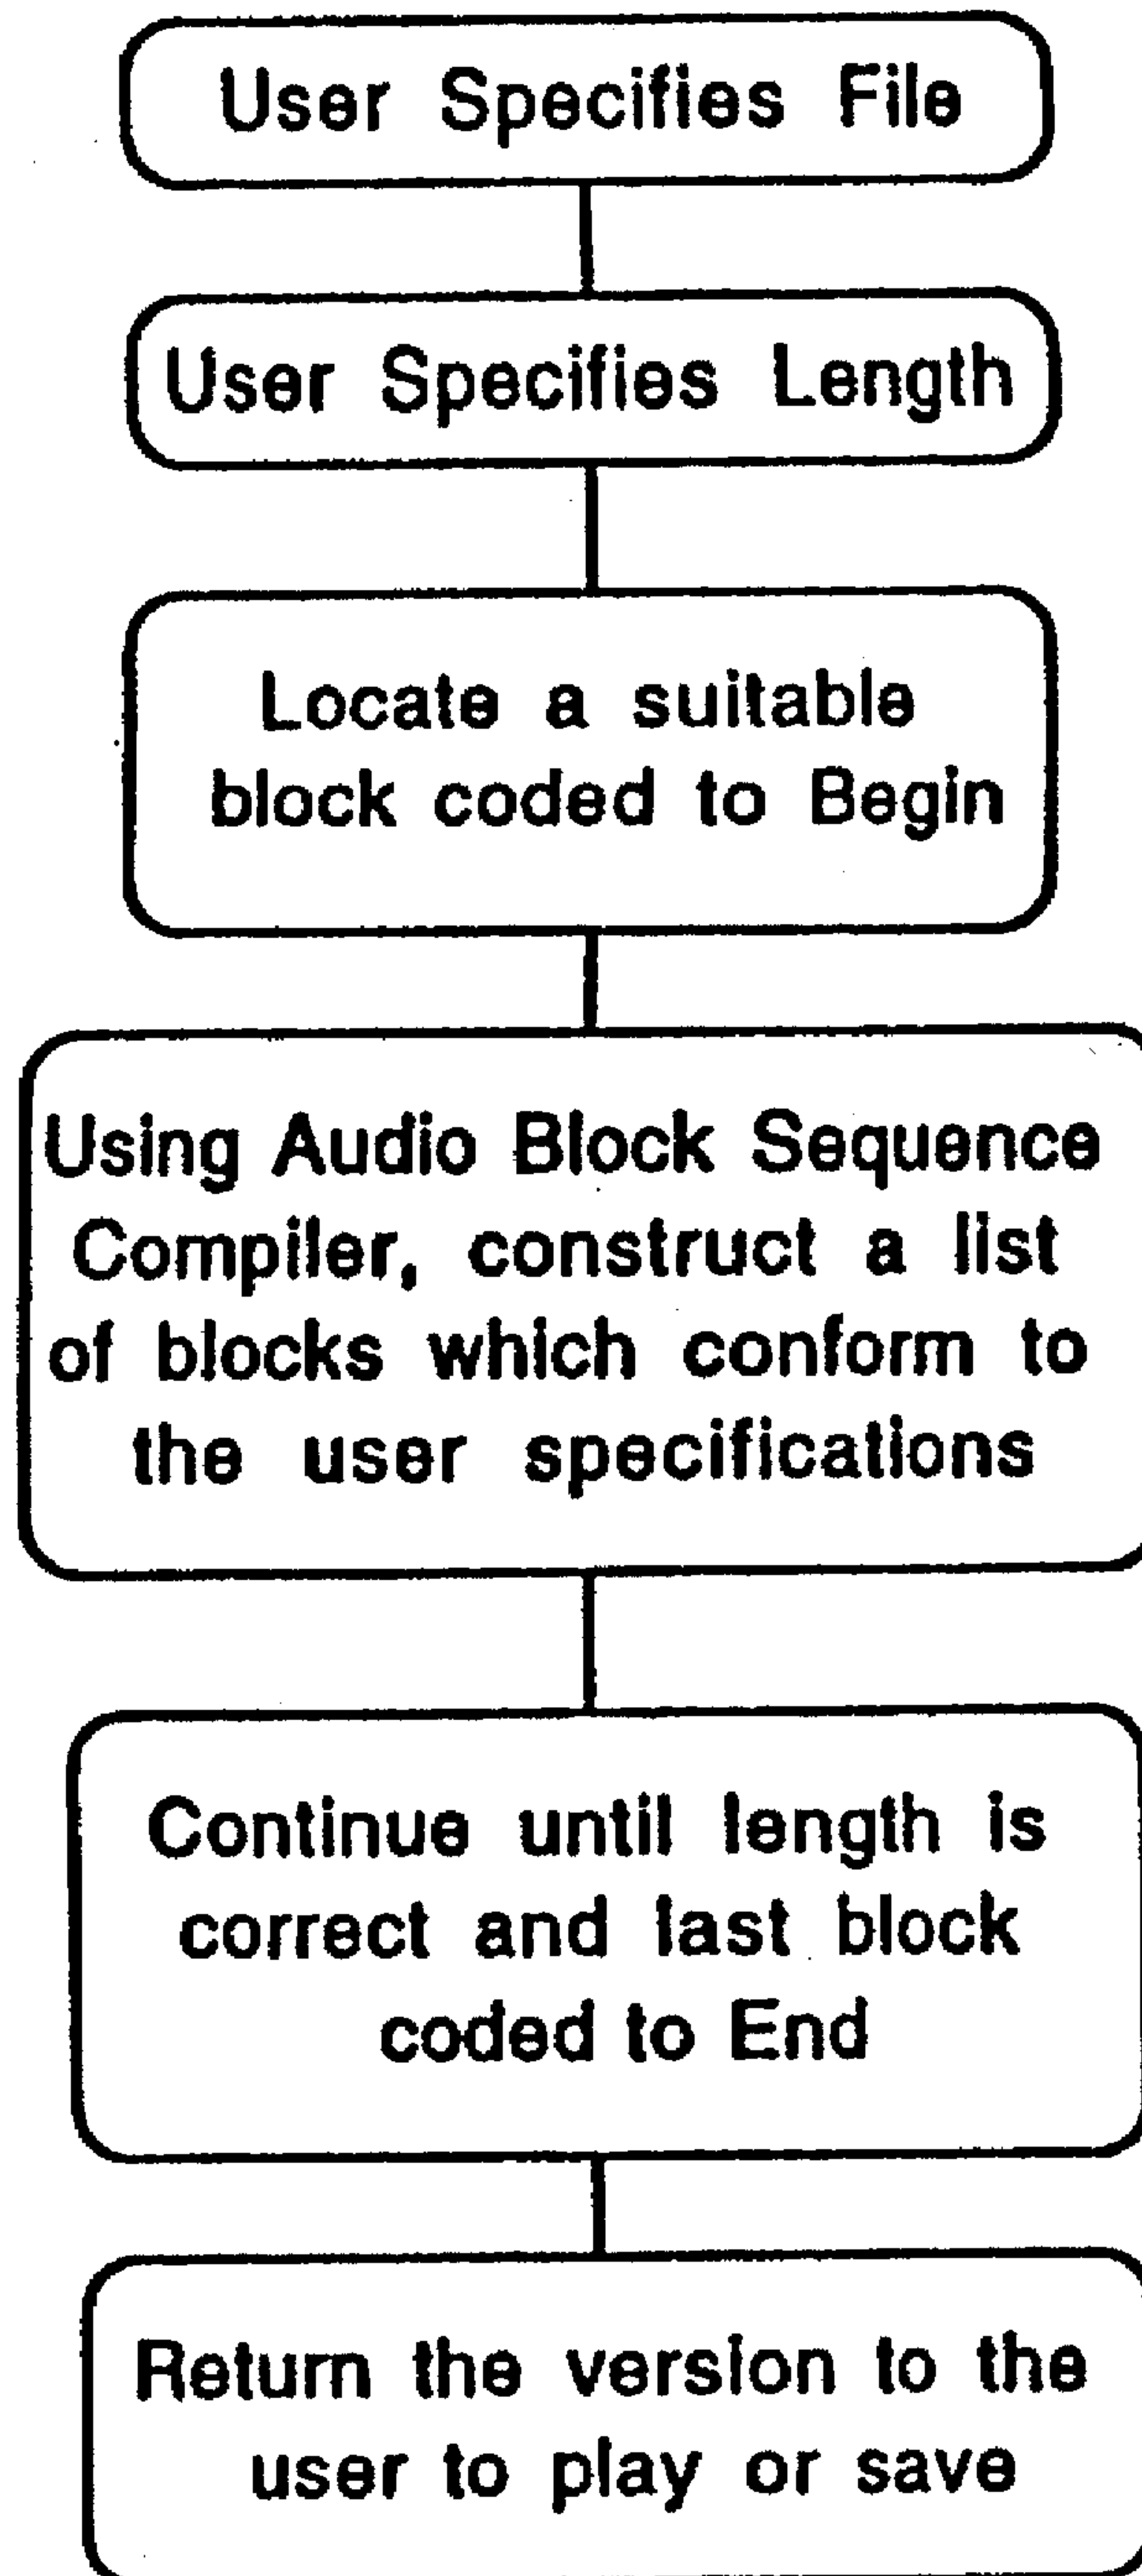 User Specifies File
User Specifies Length
Locate a suitable
block coded to Begin
Using Audio Block Sequence
Compiler, construct a list
of blocks which conform to
the user specifications
Continue until length is
correct and last block
coded to End
Return the version to the
user to play or save